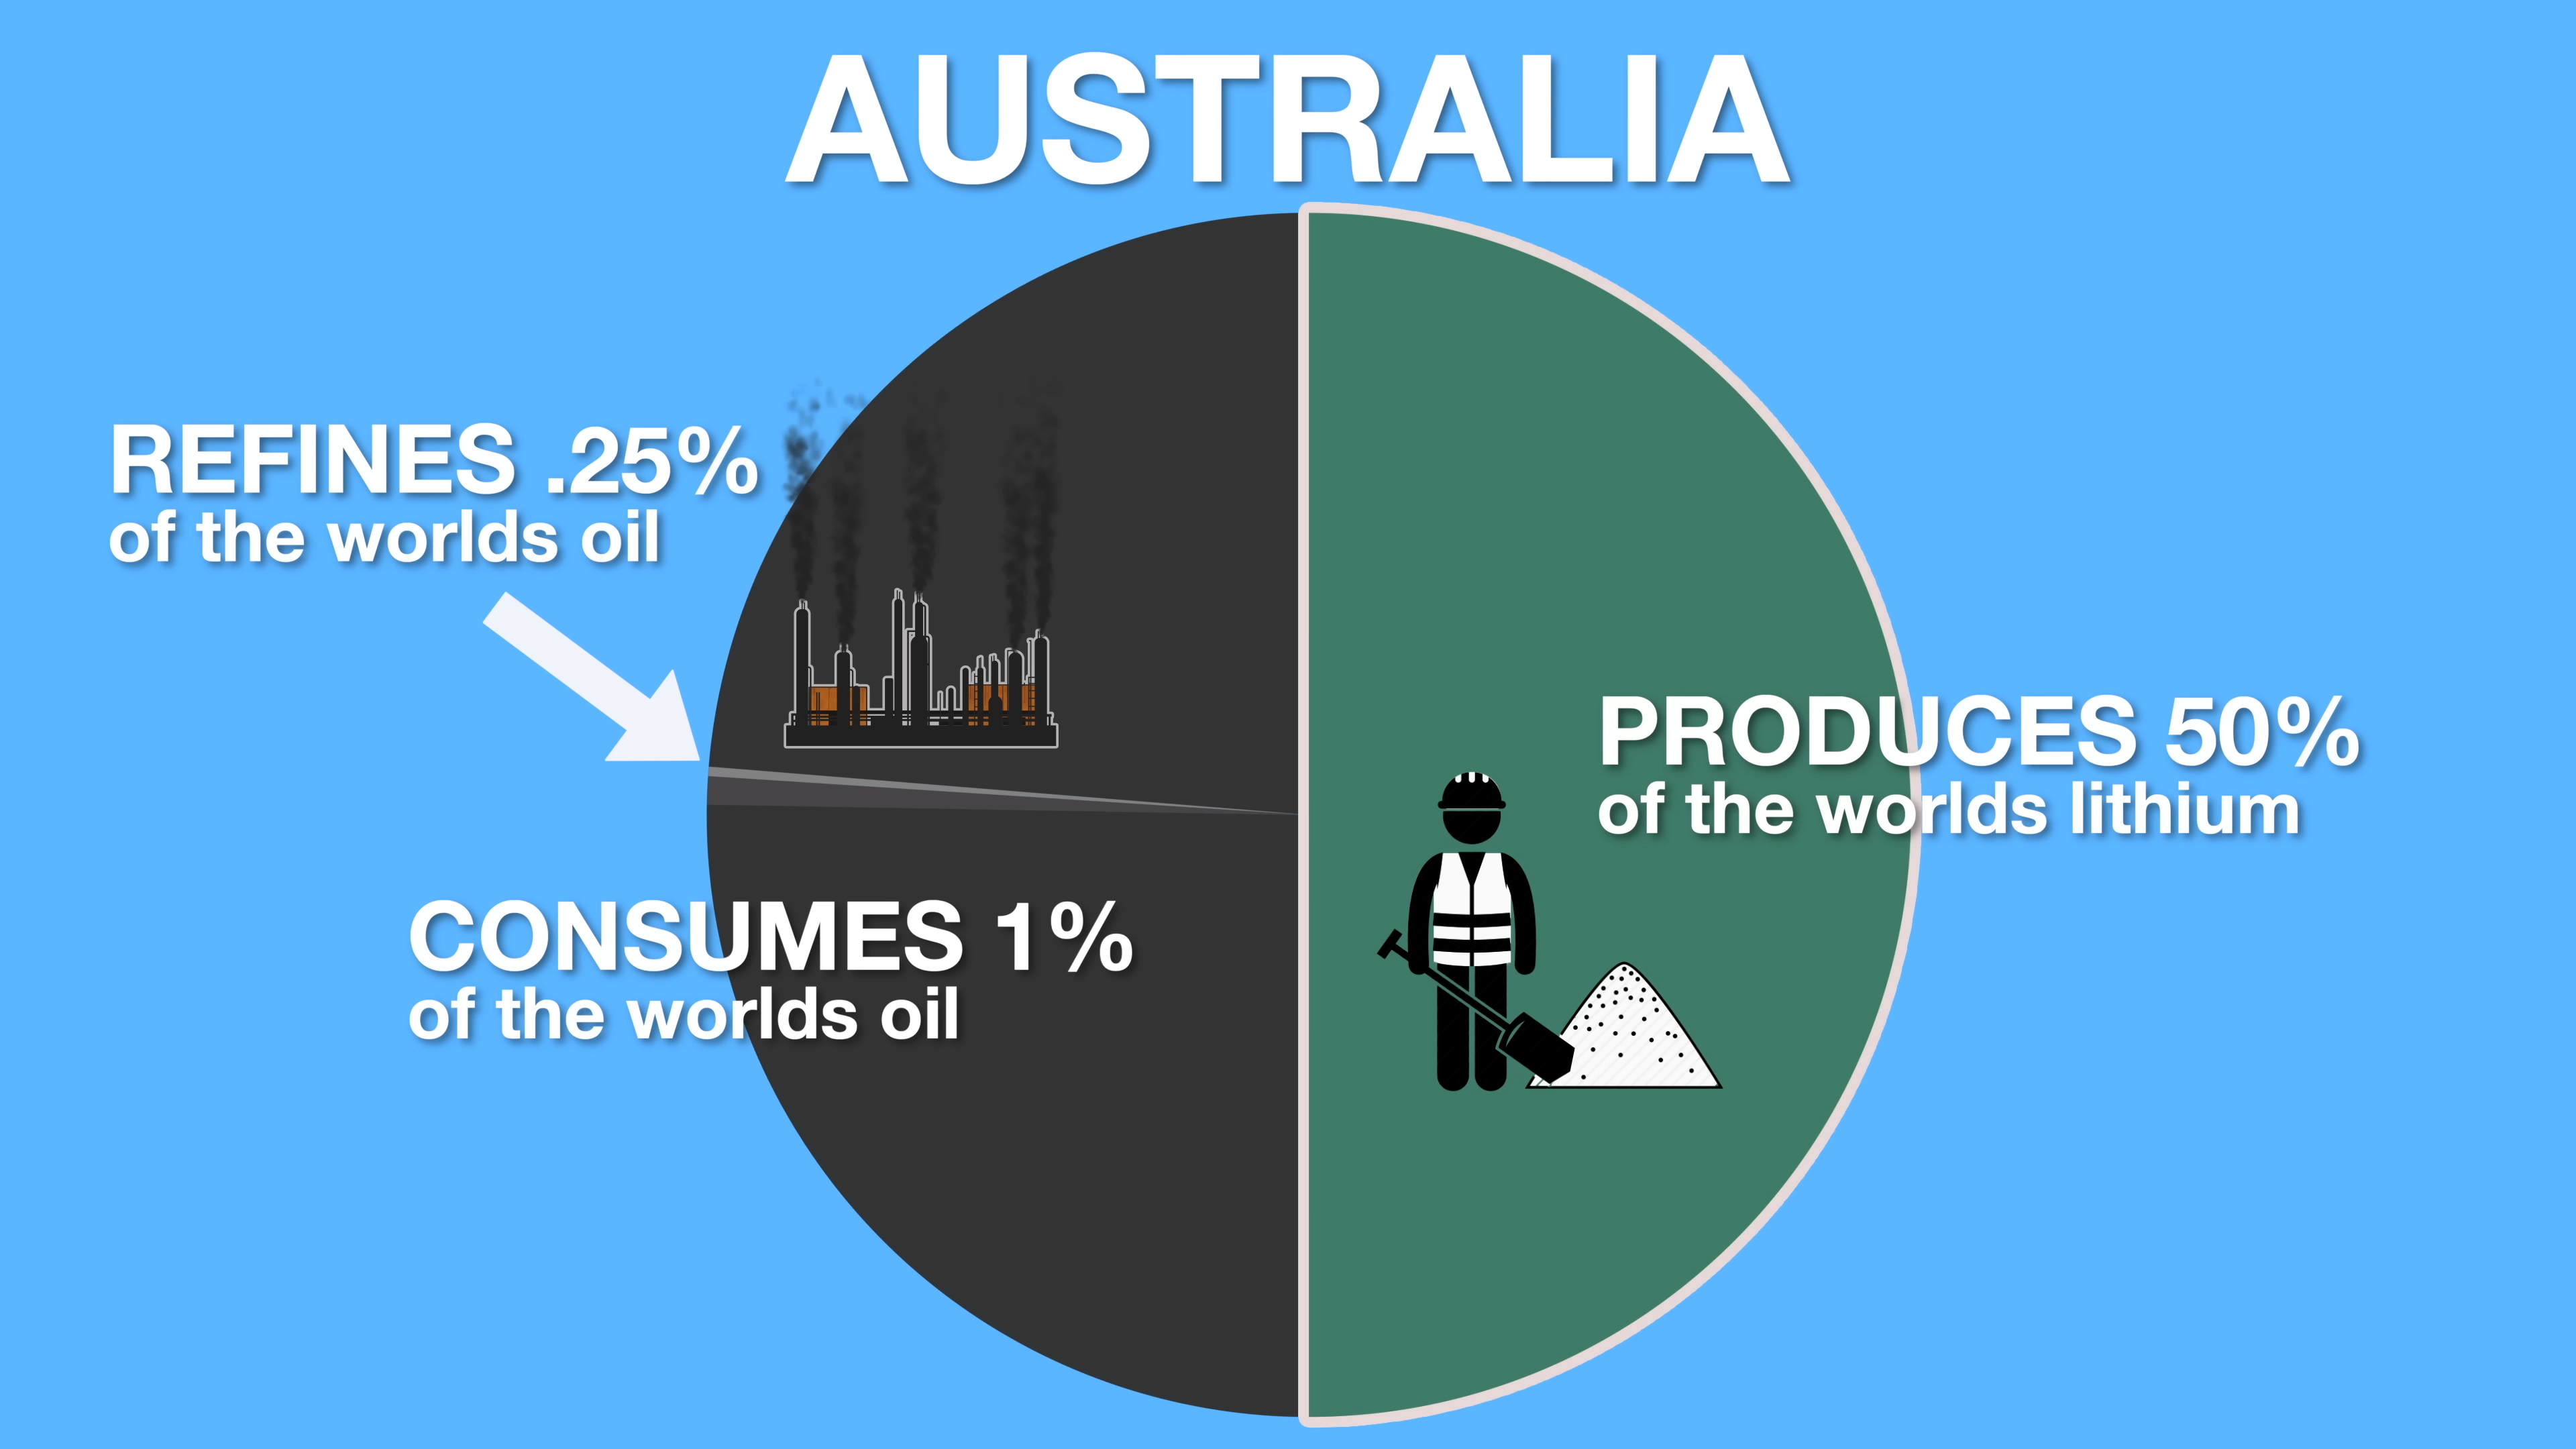 AUSTRALIA
REFINES .25%
of the worlds oil
PRODUCES 50%
of the worlds lithium
CONSUMES 1%
of the worlds oil